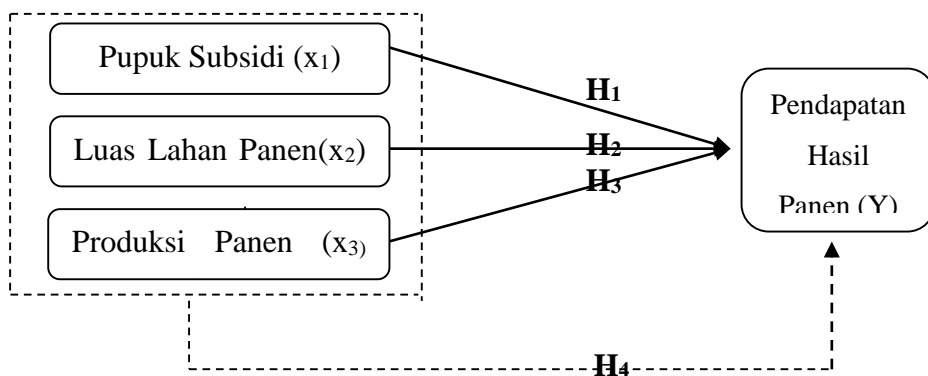 Pupuk Subsidi (x1)
H1
Luas Lahan Panen(x2)
H2
H3
Produksi Panen (x3)
Pendapatan
Hasil
Panen (Y)
H4